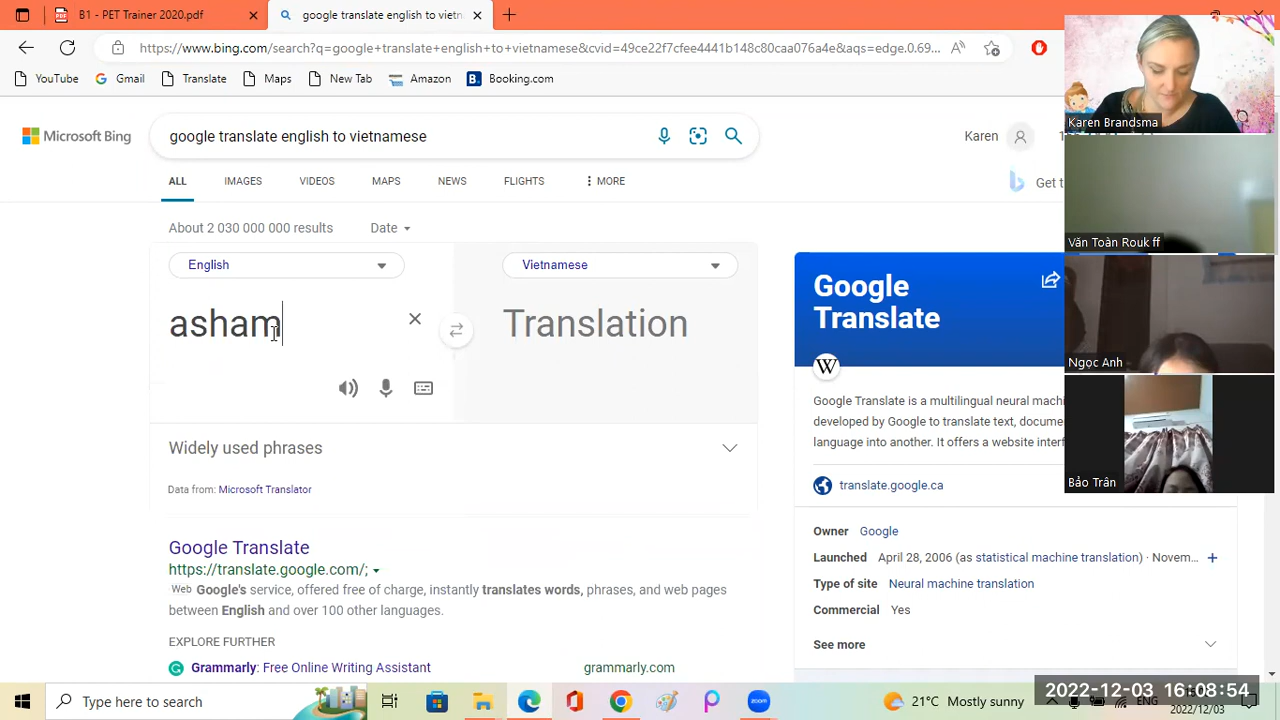 B1 - PET Trainer 2020.pdf
google translate english to vietn
https://www.bing.com/search?q=google+translate+english+to+vietnamese&cvid=49ce22f7cfee4441b148c80caa076a4e&aqs=edge.0.69...
YouTube
Gmail
Translate
Maps
New Tab
Amazon
Booking.com
Microsoft Bing
google translate english to vietnamese
Karen
ALL
IMAGES
VIDEOS
MAPS
NEWS
FLIGHTS
MORE
Get t
About 2 030 000 000 results
Date
English
Vietnamese
asham
Translation
Widely used phrases
Data from: Microsoft Translator
Google Translate
https://translate.google.com/;
Web Google's service, offered free of charge, instantly translates words, phrases, and web pages
between English and over 100 other languages.
EXPLORE FURTHER
Grammarly: Free Online Writing Assistant
grammarly.com
Google
Translate
W
Google Translate is a multilingual neural machi
developed by Google to translate text, docume
language into another. It offers a website interf
translate.google.ca
Owner Google
Launched April 28, 2006 (as statistical machine translation) · Novem...
Type of site Neural machine translation
Commercial Yes
See more
Karen Brandsma
Văn Toàn Rouk ff
Ngọc Anh
Bảo Trân
Type here to search
zoom
21°C Mostly sunny
ENG
2022-12-03 16:08:54
2022/12/03